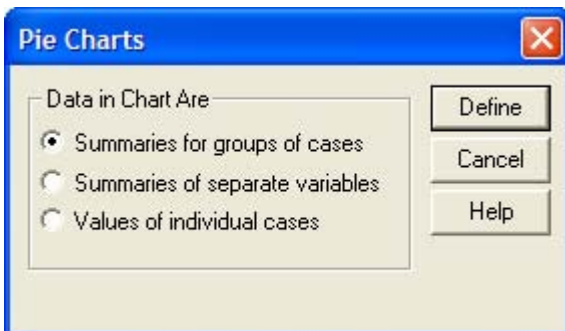 Pie Charts
Data in Chart Are
Summaries for groups of cases
Summaries of separate variables
Values of individual cases
Define
Cancel
Help